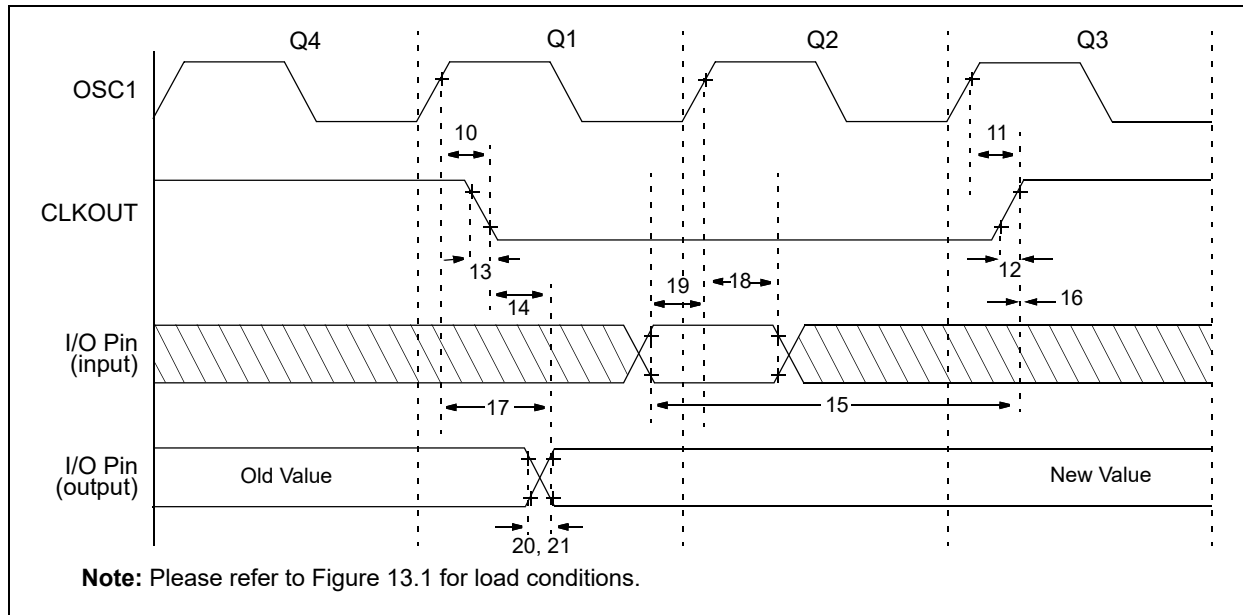 Q4 Q1 Q2 Q3
OSC1
10 11
CLKOUT
13 19 18 12
14 16
I/O Pin
(input)
17 15
I/O Pin
(output)
Old Value New Value
20, 21
Note: Please refer to Figure 13.1 for load conditions.